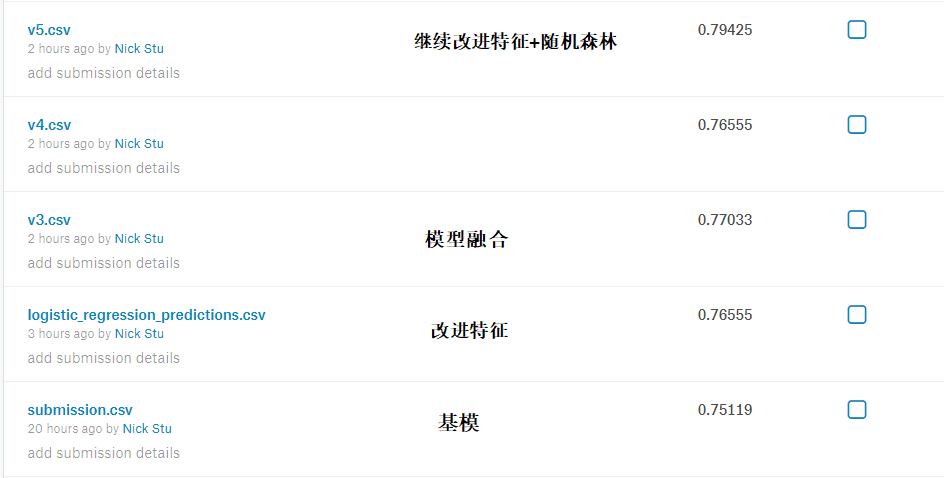 v5.csv
2 hours ago by Nick Stu
add submission details
继续改进特征+随机森林
0.79425
v4.csv
2 hours ago by Nick Stu
add submission details
0.76555
v3.csv
2 hours ago by Nick Stu
add submission details
模型融合
0.77033
logistic_regression_predictions.csv
3 hours ago by Nick Stu
add submission details
改进特征
0.76555
submission.csv
20 hours ago by Nick Stu
add submission details
基模
0.75119